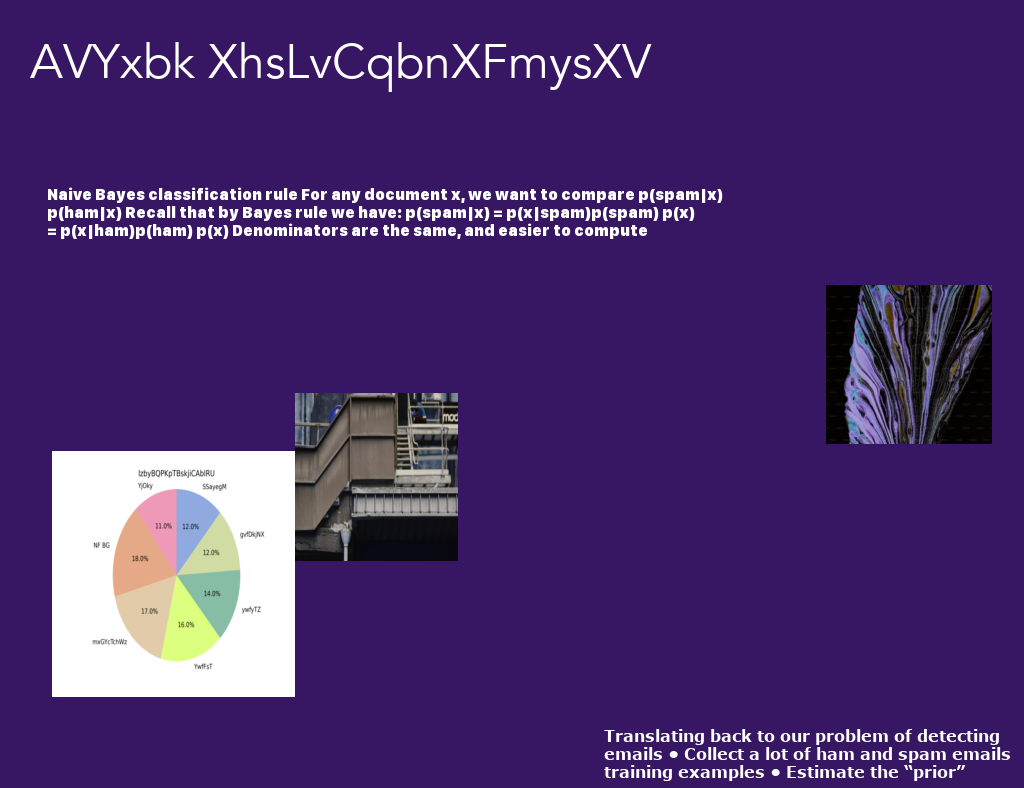 AVYxbk XhsLvCqbnXFmysXV
Naive Bayes classification rule For any document x, we want to compare p(spam|x)
p(ham|x) Recall that by Bayes rule we have: p(spam|x) = p(x|spam)p(spam) p(x)
= p(x|ham)p(ham) p(x) Denominators are the same, and easier to compute
mod
YjOky
SSayegM
11.0%
12.0%
gvfDkjNX
NF BG
12.0%
18.0%
14.0%
17.0%
ywfyTZ
16.0%
mxGYcTchWz
YwfFsT
Translating back to our problem of detecting
emails • Collect a lot of ham and spam emails
training examples • Estimate the “prior”